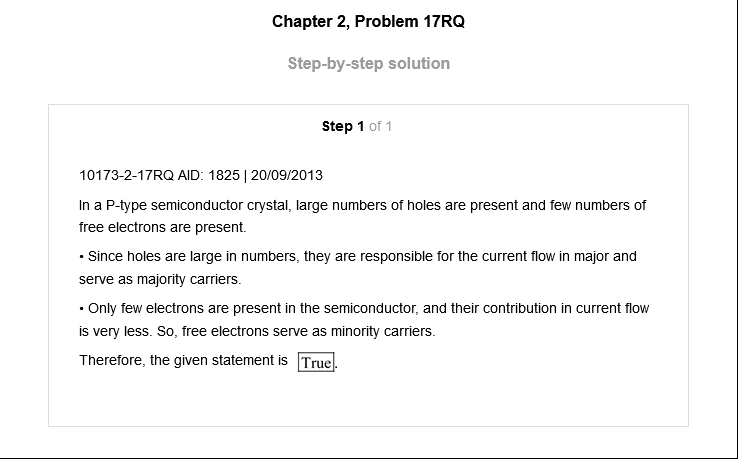 Chapter 2, Problem 17RQ
Step-by-step solution
Step 1 of 1
10173-2-17RQ AID: 1825 | 20/09/2013
In a P-type semiconductor crystal, large numbers of holes are present and few numbers of
free electrons are present.
• Since holes are large in numbers, they are responsible for the current flow in major and
serve as majority carriers.
• Only few electrons are present in the semiconductor, and their contribution in current flow
is very less. So, free electrons serve as minority carriers.
Therefore, the given statement is True.